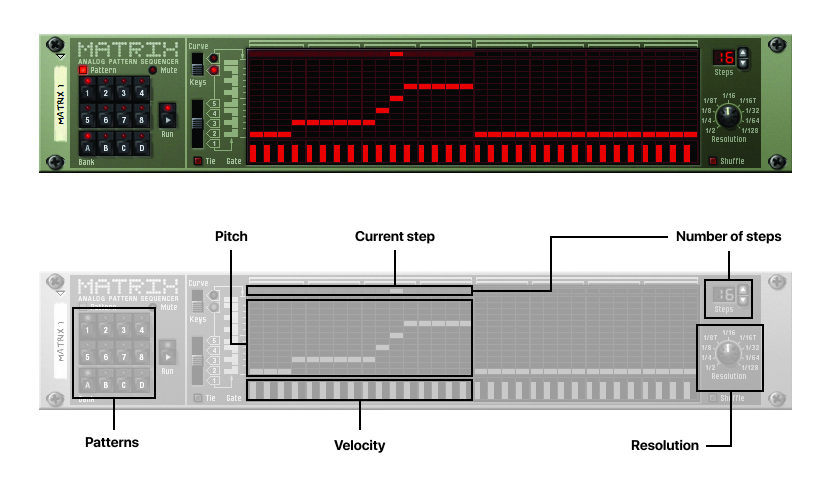 MATRIX
ANALOG PATTERN SEQUENCER
Pattern Mute
1 2 3 4
5 6 7 8
Run
A B C D
Bank
MATRIX 1
Curve
Keys
5
4
3
2
1
Tie Gate
16
Steps
1/16
1/8T 1/16T
1/8 1/32
1/4 1/64
1/2 1/128
Resolution
Shuffle
Pitch
Current step
Number of steps
MATRIX
ANALOG PATTERN SEQUENCER
Pattern Mute
1 2 3 4
5 6 7 8
Run
A B C D
Bank
MATRIX 1
Curve
Keys
5
4
3
2
1
Tie Gate
16
Steps
1/16
1/8T 1/16T
1/8 1/32
1/4 1/64
1/2 1/128
Resolution
Shuffle
Patterns
Velocity
Resolution